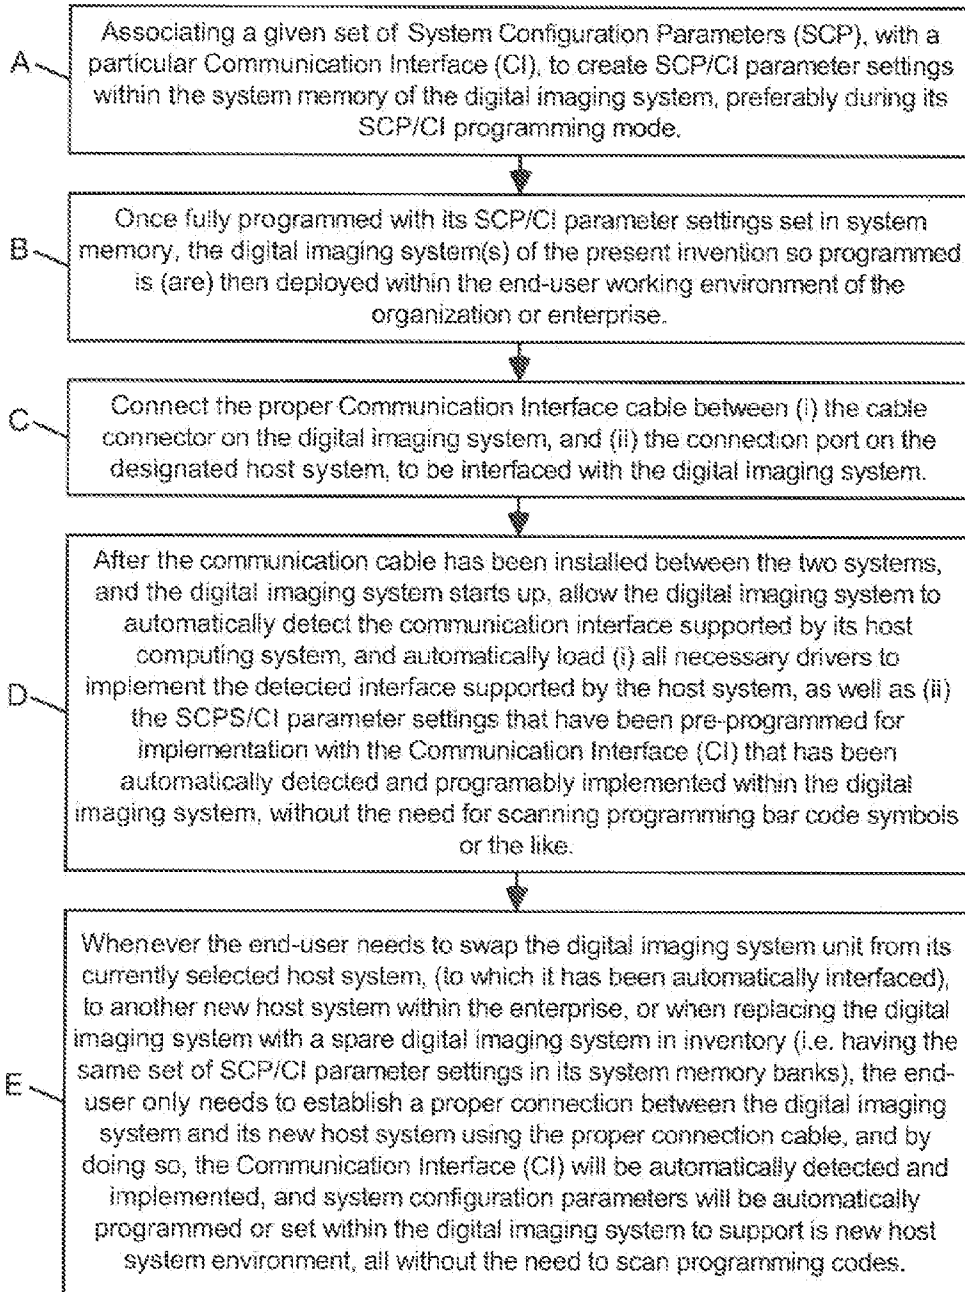 Associating a given set of System Configuration Parameters (SCP), with a
A
particular Communication Interface (CI), to create SCP/CI parameter settings
within the system memory of the digital imaging system, preferably during its
SCP/CI programming mode.
Once fully programmed with its SCP/CI parameter settings set in system
B
memory, the digital imaging system(s) of the present invention so programmed
is (are) then deployed within the end-user working environment of the
organization or enterprise.
C
Connect the proper Communication Interface cable between (i) the cable
connector on the digital imaging system, and (ii) the connection port on the
designated host system, to be interfaced with the digital imaging system.
After the communication cable has been installed between the two systems,
and the digital imaging system starts up, allow the digital imaging system to
automatically detect the communication interface supported by its host
computing system, and automatically load (i) all necessary drivers to
implement the detected interface supported by the host system, as well as (ii)
D
the SCPS/CI parameter settings that have been pre-programmed for
implementation with the Communication Interface (CI) that has been
automatically detected and programably implemented within the digital
imaging system, without the need for scanning programming bar code symbols
or the like.
Whenever the end-user needs to swap the digital imaging system unit from its
currently selected host system, (to which it has been automatically interfaced),
to another new host system within the enterprise, or when replacing the digital
imaging system with a spare digital imaging system in inventory (i.e. having the
same set of SCP/CI parameter settings in its system memory banks), the end-
E
user only needs to establish a proper connection between the digital imaging
system and its new host system using the proper connection cable, and by
doing so, the Communication Interface (CI) will be automatically detected and
implemented, and system configuration parameters will be automatically
programmed or set within the digital imaging system to support is new host
system environment, all without the need to scan programming codes.